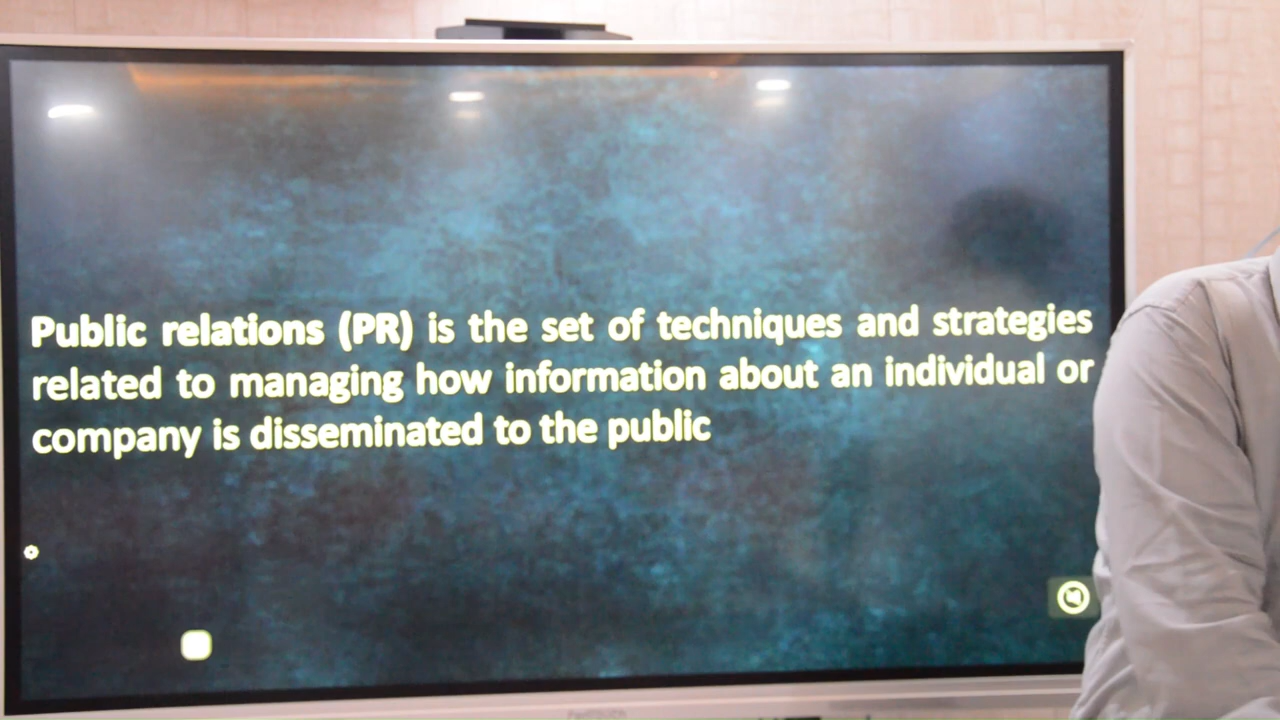 Public relations (PR) is the set of techniques and strategies
related to managing how information about an individual or
company is disseminated to the public